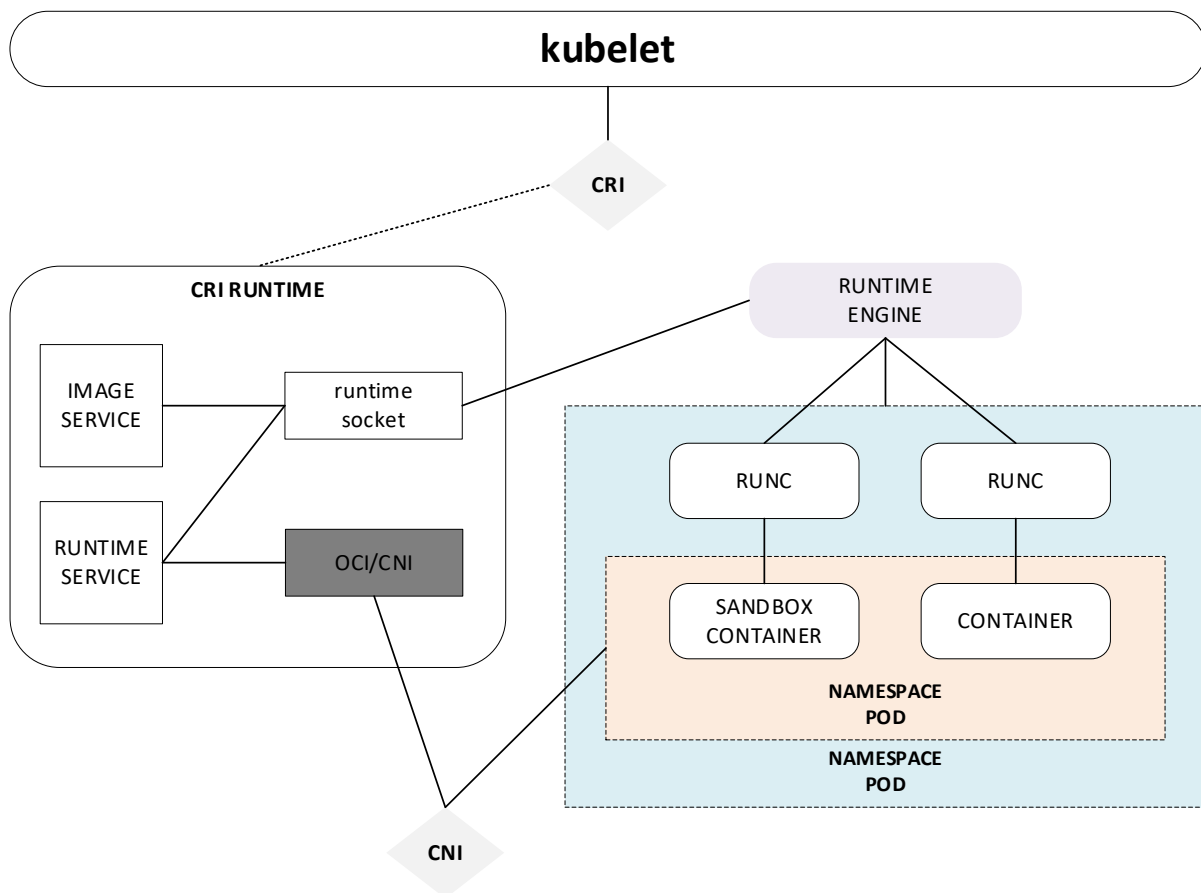 kubelet
CRI
CRI RUNTIME
IMAGE
SERVICE
runtime
socket
RUNTIME
SERVICE
OCI/CNI
RUNTIME
ENGINE
RUNC
RUNC
SANDBOX
CONTAINER
CONTAINER
NAMESPACE
POD
NAMESPACE
POD
CNI